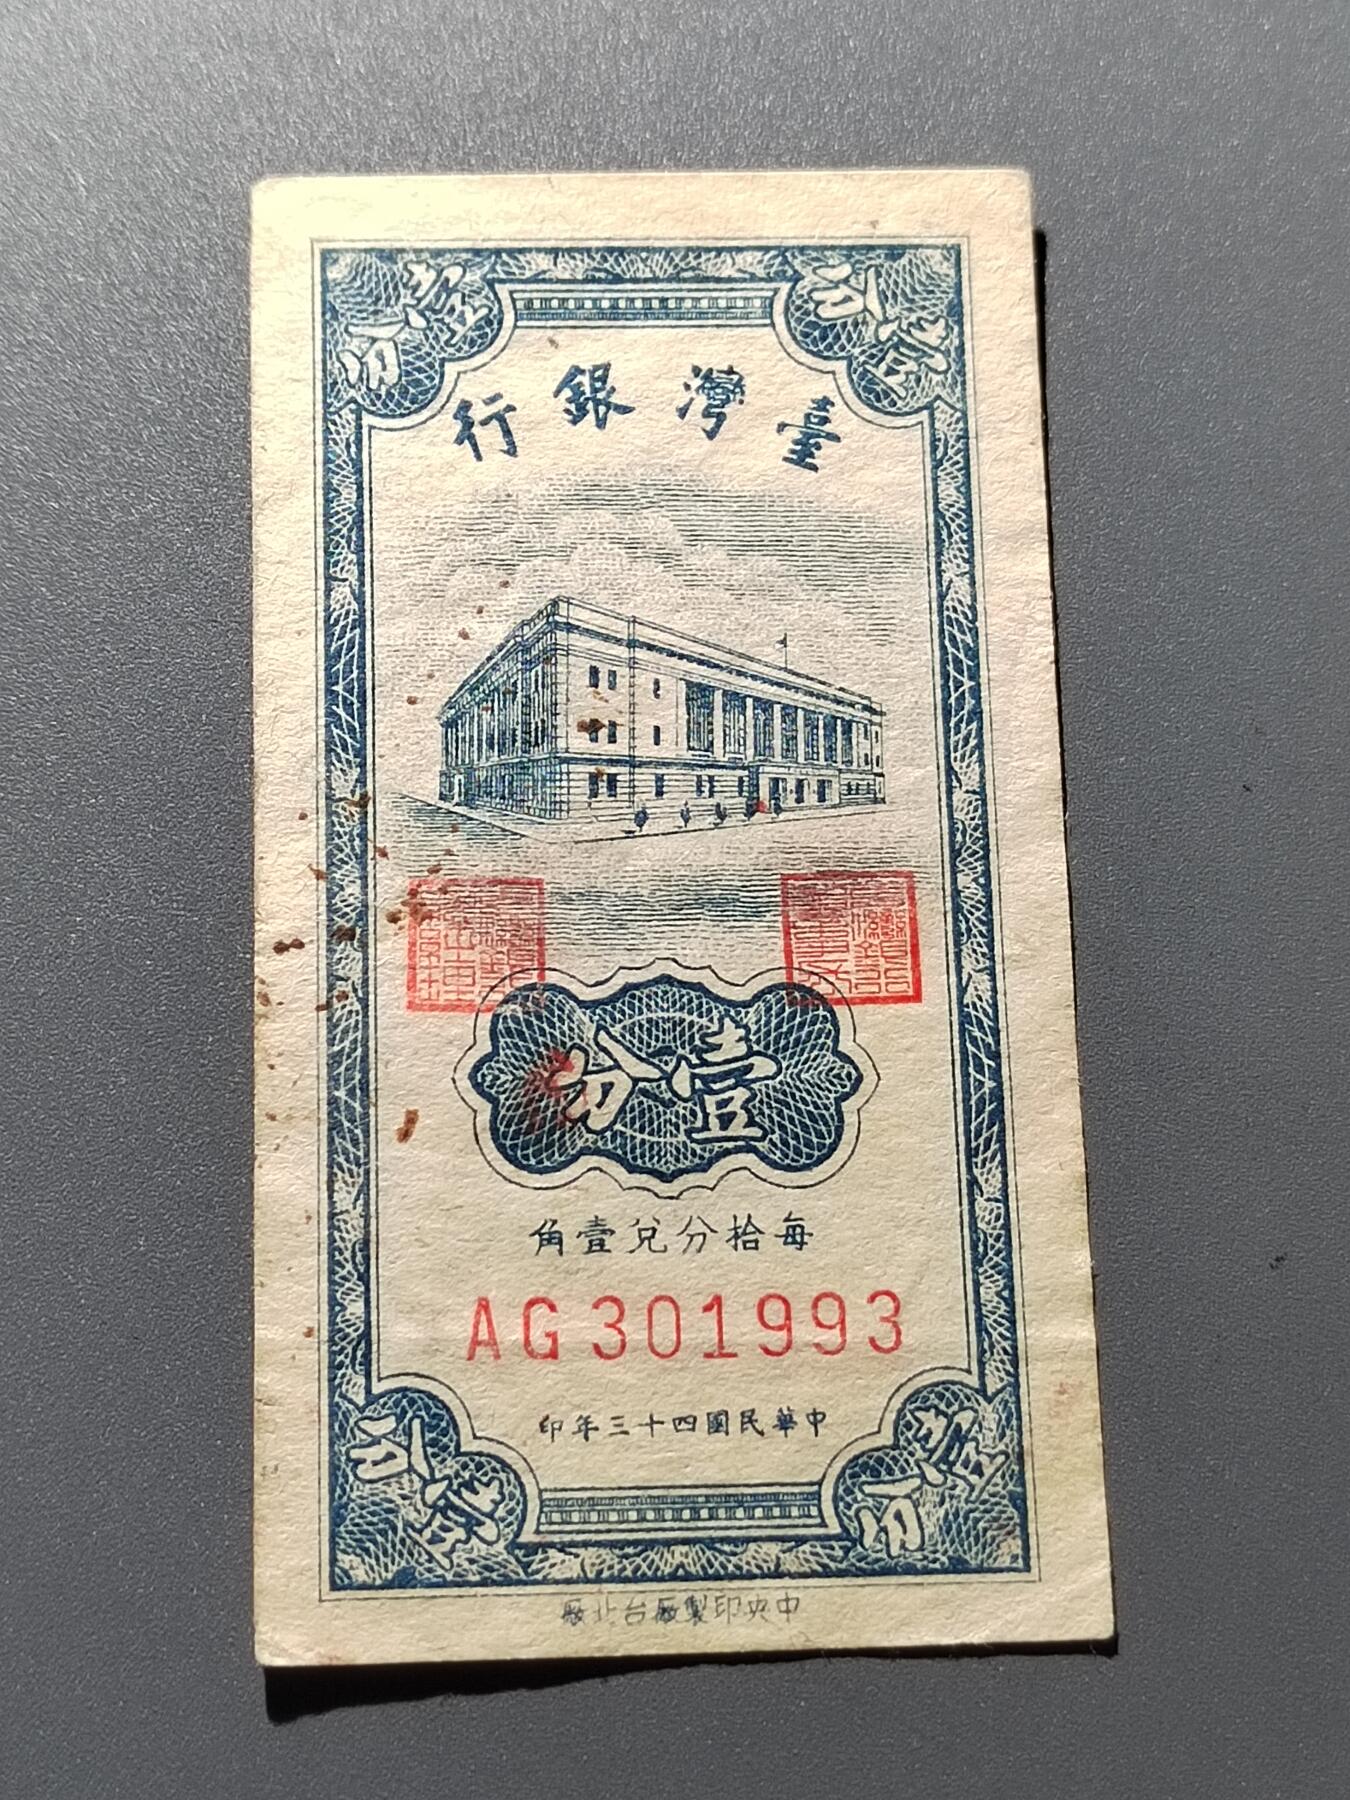 壹分
壹分
臺灣銀行
壹分
每拾分兌壹角
AG301993
中華民國四十三年印
壹分
壹分
中央印製廠台北廠